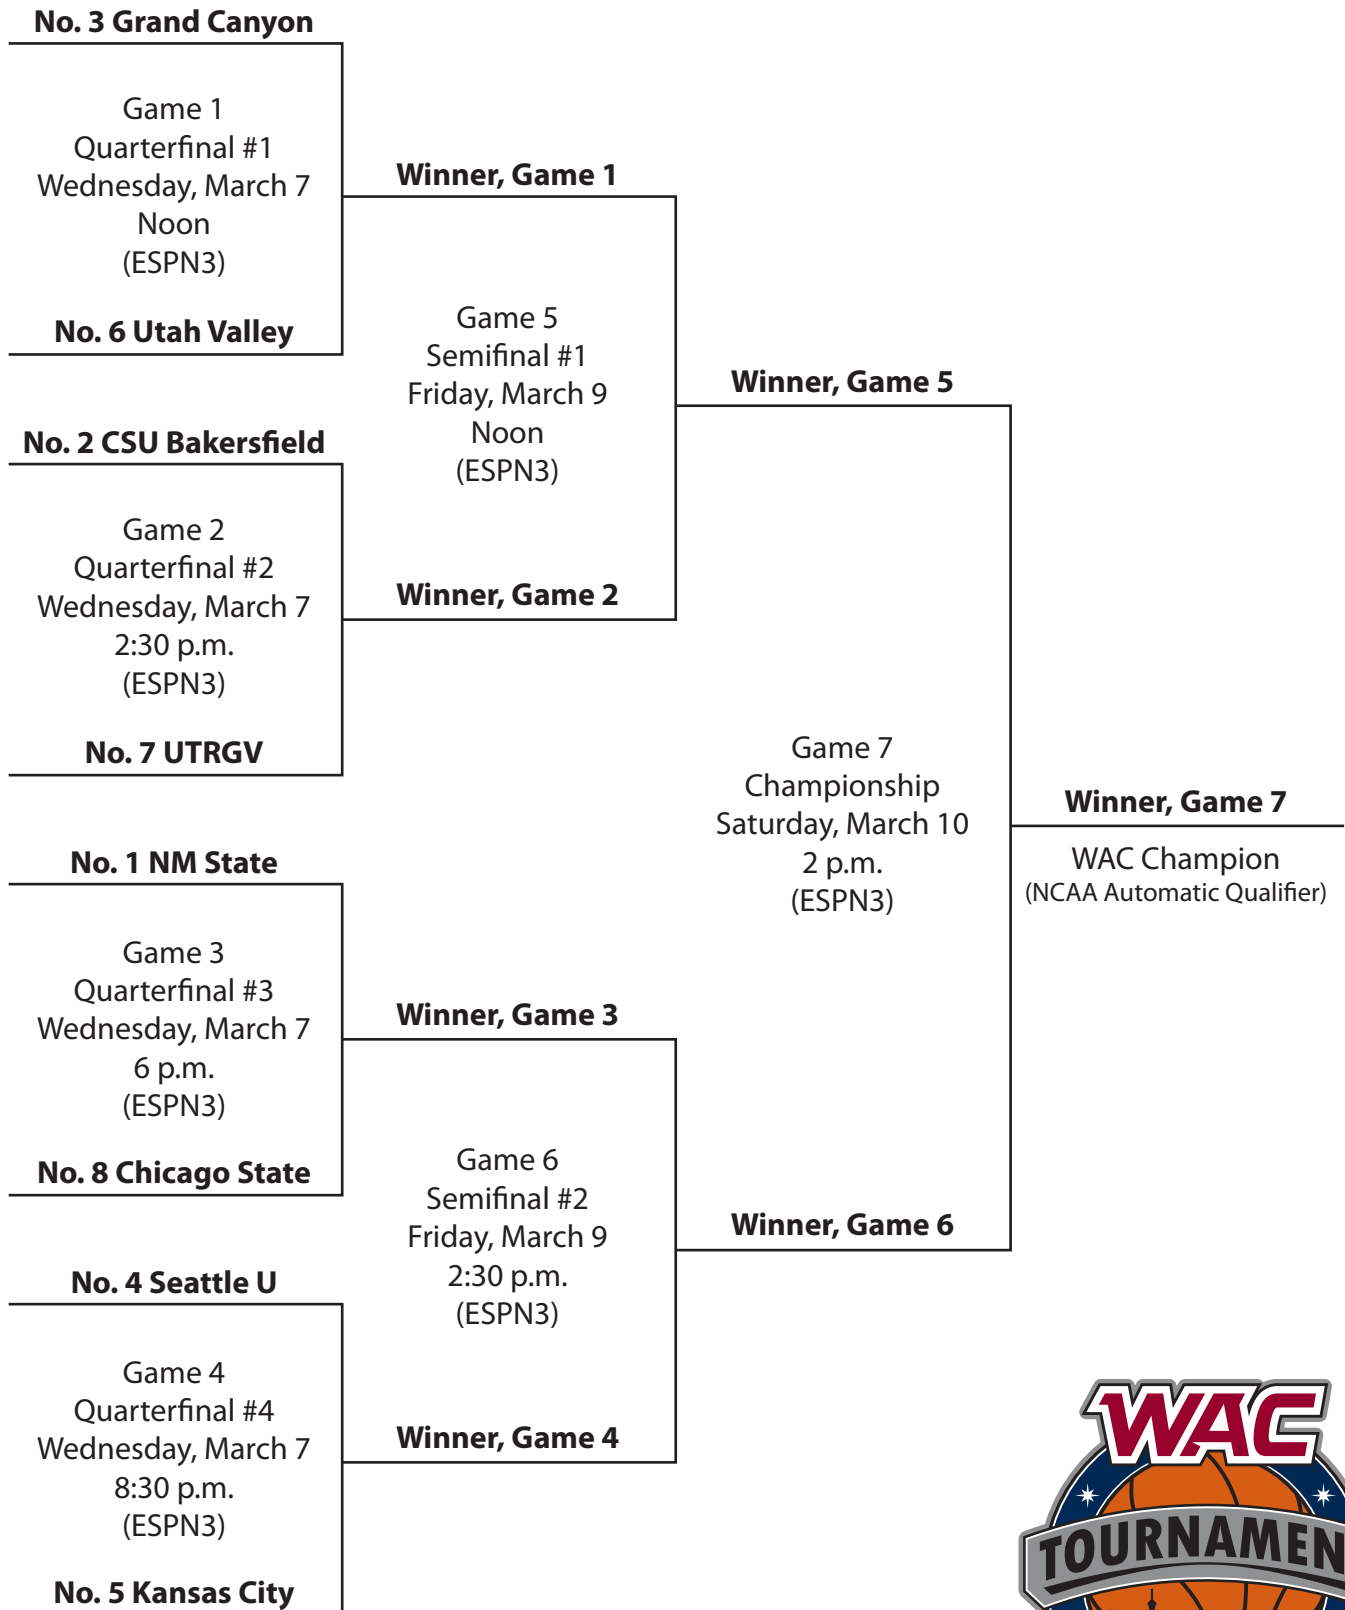 No. 3 Grand Canyon
Game 1
Quarterfinal #1
Wednesday, March 7
Noon
(ESPN3)
No. 6 Utah Valley
No. 2 CSU Bakersfield
Game 2
Quarterfinal #2
Wednesday, March 7
2:30 p.m.
(ESPN3)
No. 7 UTRGV
No. 1 NM State
Game 3
Quarterfinal #3
Wednesday, March 7
6 p.m.
(ESPN3)
No. 8 Chicago State
No. 4 Seattle U
Game 4
Quarterfinal #4
Wednesday, March 7
8:30 p.m.
(ESPN3)
No. 5 Kansas City
Winner, Game 1
Game 5
Semifinal #1
Friday, March 9
Noon
(ESPN3)
Winner, Game 2
Winner, Game 3
Game 6
Semifinal #2
Friday, March 9
2:30 p.m.
(ESPN3)
Winner, Game 4
Winner, Game 5
Game 7
Championship
Saturday, March 10
2 p.m.
(ESPN3)
Winner, Game 6
Winner, Game 7
WAC Champion
(NCAA Automatic Qualifier)
WAC
TOURNAMEN